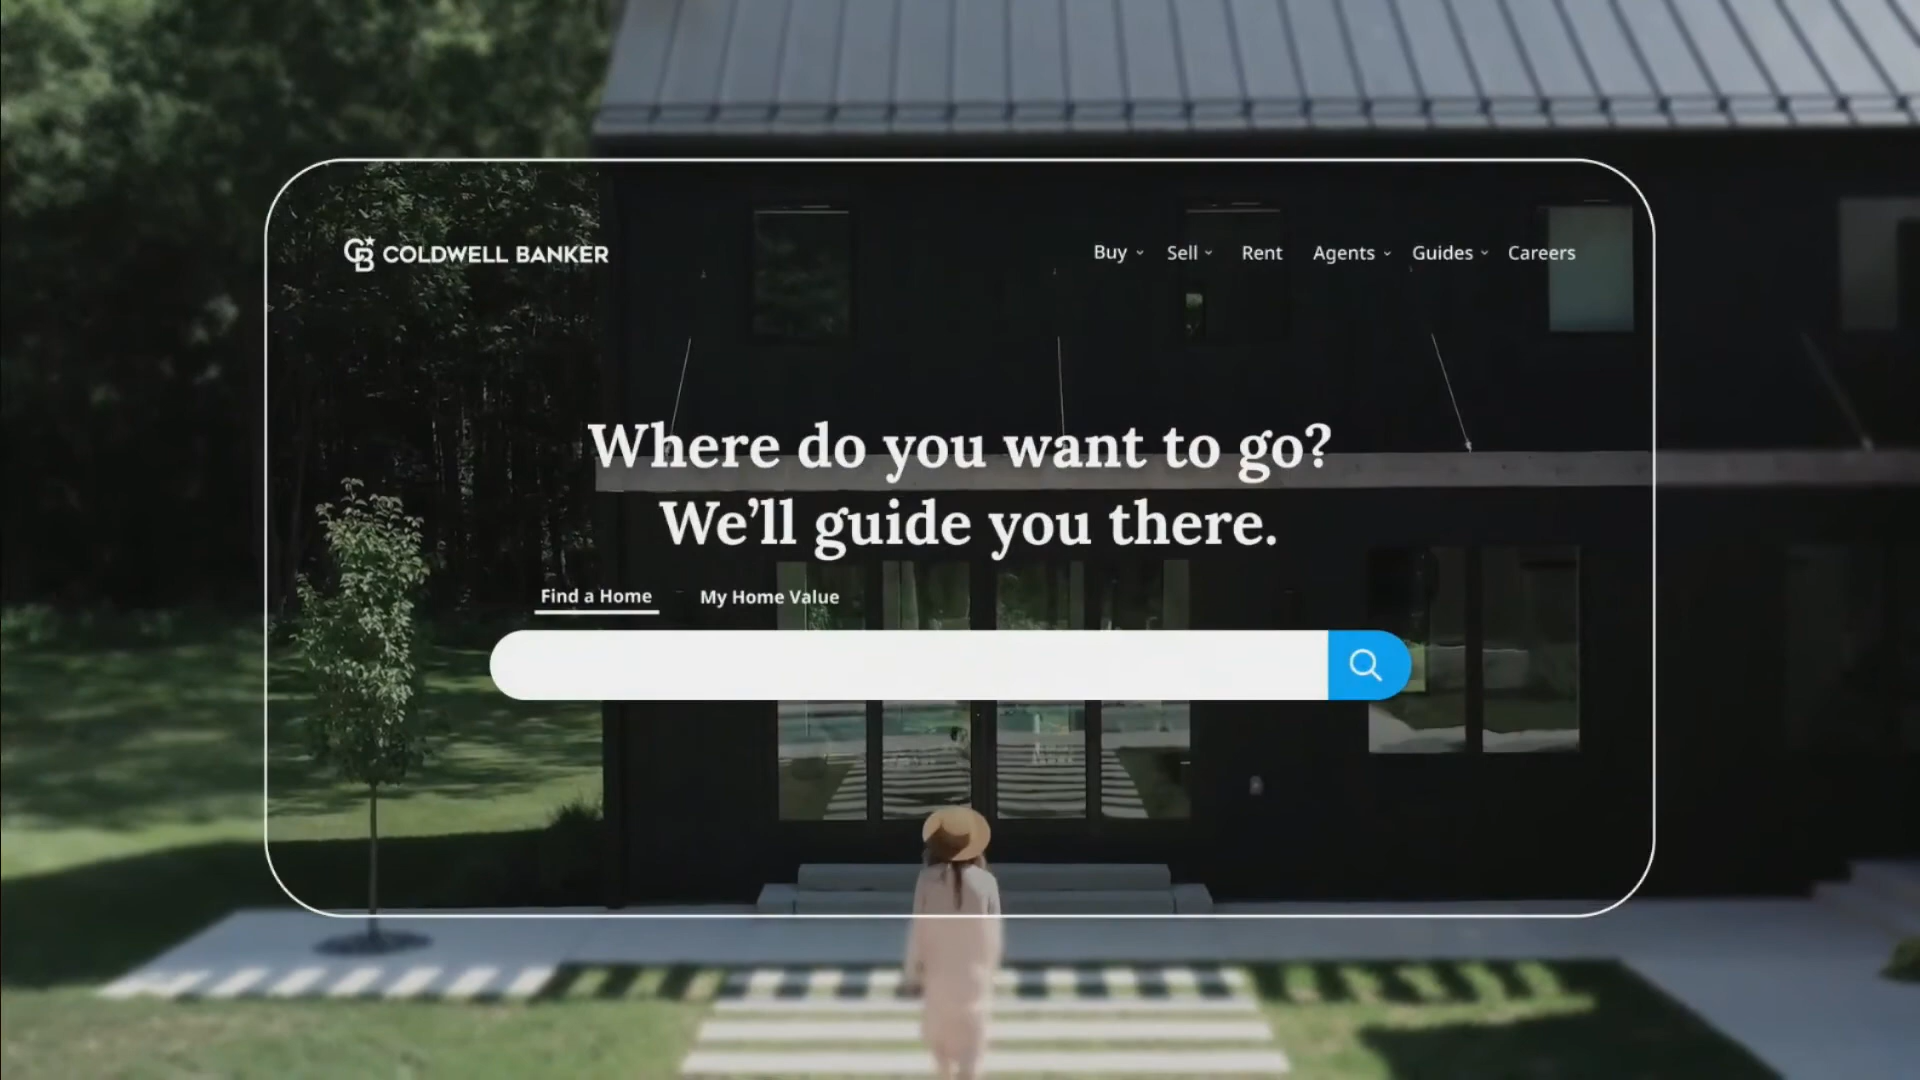 CB COLDWELL BANKER
Buy Sell Rent Agents Guides Careers
Where do you want to go?
We’ll guide you there.
Find a Home My Home Value